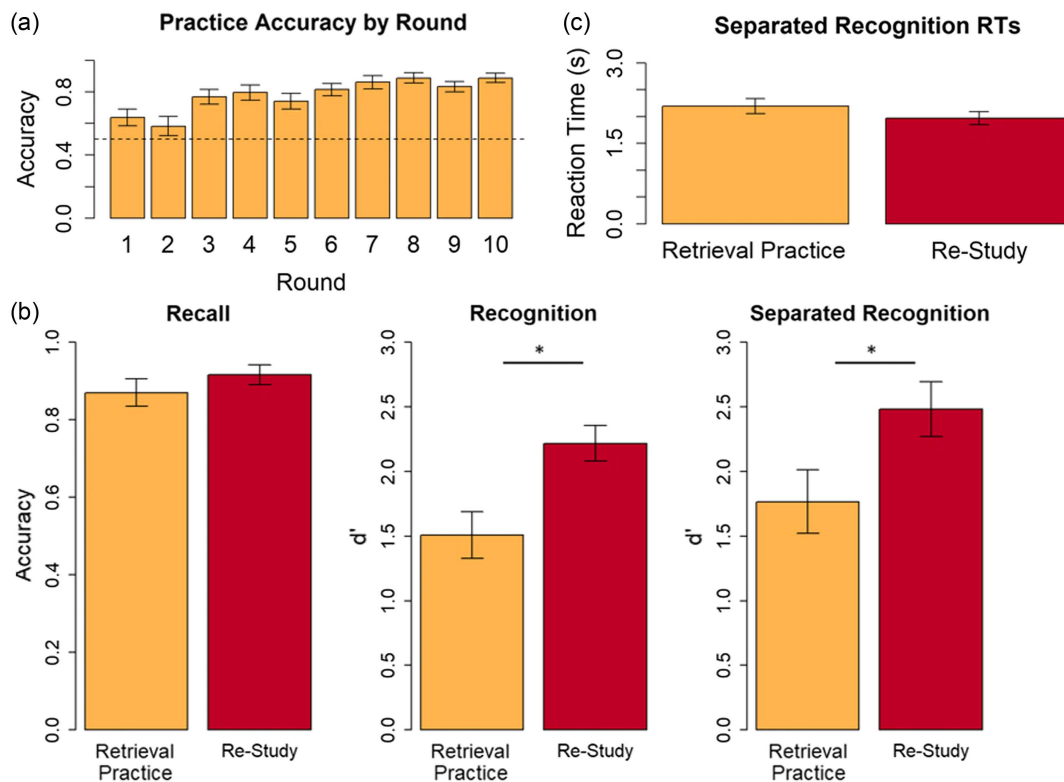 (a)
Practice Accuracy by Round
Accuracy
0.0
0.4
0.8
1 2 3 4 5 6 7 8 9 10
Round
(c)
Separated Recognition RTs
Reaction Time (s)
0.0
1.5
3.0
Retrieval Practice
Re-Study
(b)
Recall
Accuracy
0.0
0.2
0.4
0.6
0.8
1.0
Retrieval
Practice
Re-Study
Recognition
*
d'
0.0
0.5
1.0
1.5
2.0
2.5
3.0
Retrieval
Practice
Re-Study
Separated Recognition
*
d'
0.0
0.5
1.0
1.5
2.0
2.5
3.0
Retrieval
Practice
Re-Study